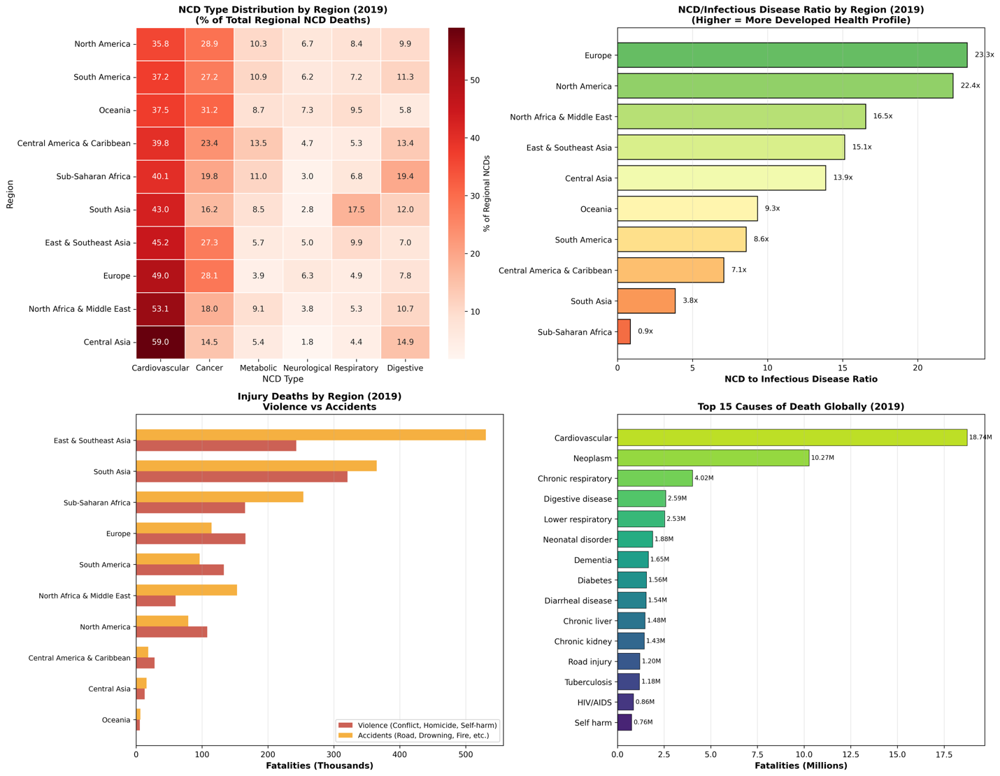 NCD Type Distribution by Region (2019)
(% of Total Regional NCD Deaths)
Region
North America 35.8 28.9 10.3 6.7 8.4 9.9
South America 37.2 27.2 10.9 6.2 7.2 11.3
Oceania 37.5 31.2 8.7 7.3 9.5 5.8
Central America & Caribbean 39.8 23.4 13.5 4.7 5.3 13.4
Sub-Saharan Africa 40.1 19.8 11.0 3.0 6.8 19.4
South Asia 43.0 16.2 8.5 2.8 17.5 12.0
East & Southeast Asia 45.2 27.3 5.7 5.0 9.9 7.0
Europe 49.0 28.1 3.9 6.3 4.9 7.8
North Africa & Middle East 53.1 18.0 9.1 3.8 5.3 10.7
Central Asia 59.0 14.5 5.4 1.8 4.4 14.9
Cardiovascular Cancer Metabolic Neurological Respiratory Digestive
NCD Type
50
40
30
20
10
% of Regional NCDs
NCD/Infectious Disease Ratio by Region (2019)
(Higher = More Developed Health Profile)
Europe 23.3x
North America 22.4x
North Africa & Middle East 16.5x
East & Southeast Asia 15.1x
Central Asia 13.9x
Oceania 9.3x
South America 8.6x
Central America & Caribbean 7.1x
South Asia 3.8x
Sub-Saharan Africa 0.9x
0 5 10 15 20
NCD to Infectious Disease Ratio
Injury Deaths by Region (2019)
Violence vs Accidents
East & Southeast Asia
South Asia
Sub-Saharan Africa
Europe
South America
North Africa & Middle East
North America
Central America & Caribbean
Central Asia
Oceania
Violence (Conflict, Homicide, Self-harm)
Accidents (Road, Drowning, Fire, etc.)
0 100 200 300 400 500
Fatalities (Thousands)
Top 15 Causes of Death Globally (2019)
Cardiovascular 18.74M
Neoplasm 10.27M
Chronic respiratory 4.02M
Digestive disease 2.59M
Lower respiratory 2.53M
Neonatal disorder 1.88M
Dementia 1.65M
Diabetes 1.56M
Diarrheal disease 1.54M
Chronic liver 1.48M
Chronic kidney 1.43M
Road injury 1.20M
Tuberculosis 1.18M
HIV/AIDS 0.86M
Self harm 0.76M
0.0 2.5 5.0 7.5 10.0 12.5 15.0 17.5
Fatalities (Millions)